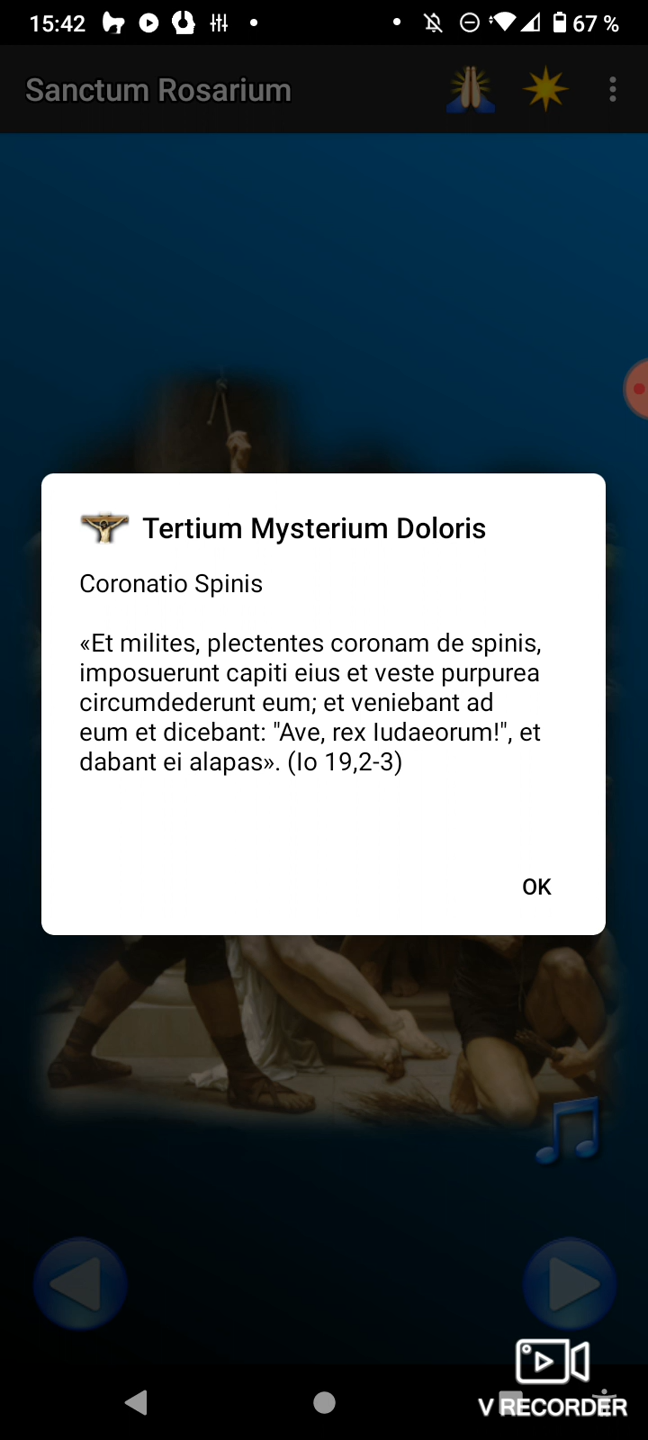 15:42
67 %
Sanctum Rosarium
Tertium Mysterium Doloris
Coronatio Spinis
«Et milites, plectentes coronam de spinis,
imposuerunt capiti eius et veste purpurea
circumdederunt eum; et veniebant ad
eum et dicebant: "Ave, rex Iudaeorum!", et
dabant ei alapas». (Io 19,2-3)
OK
V RECORDER